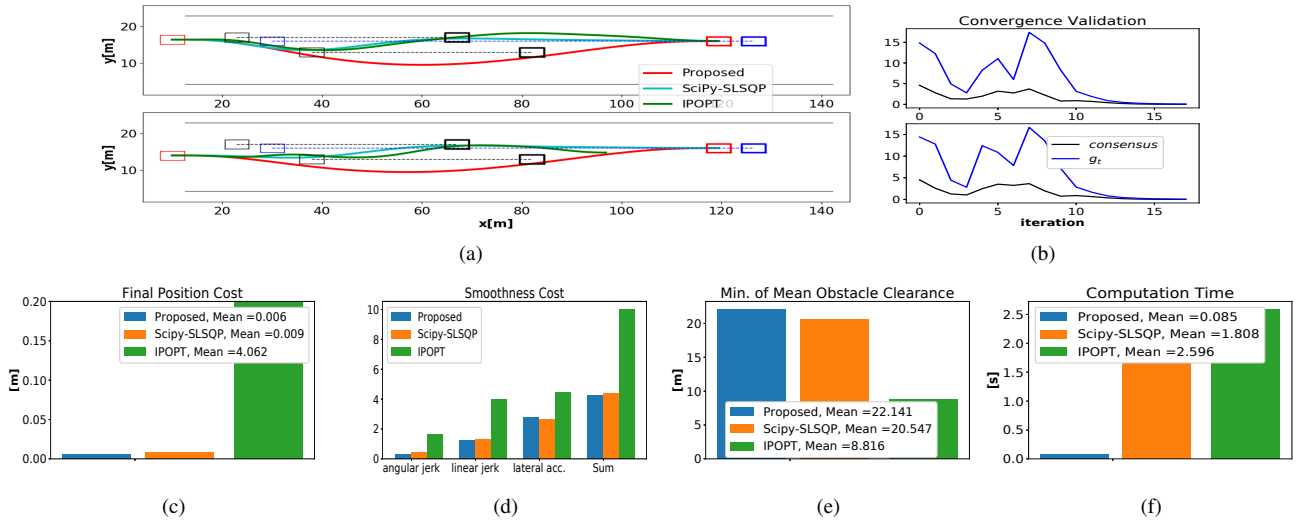 y[m]
20
10
20
40
60
80
100
120
140
Proposed
SciPy-SLSQP
IPOPT
y[m]
20
10
20
40
60
80
100
120
140
x[m]
(a)
Convergence Validation
15
10
5
0
15
10
5
0
consensus
g_t
0
5
10
15
iteration
(b)
Final Position Cost
[m]
0.20
0.15
0.10
0.05
0.00
Proposed, Mean =0.006
Scipy-SLSQP, Mean =0.009
IPOPT, Mean =4.062
(c)
Smoothness Cost
10
8
6
4
2
0
Proposed
Scipy-SLSQP
IPOPT
angular jerk
linear jerk
lateral acc.
Sum
(d)
Min. of Mean Obstacle Clearance
[m]
20
15
10
5
0
Proposed, Mean =22.141
Scipy-SLSQP, Mean =20.547
IPOPT, Mean =8.816
(e)
Computation Time
[s]
2.5
2.0
1.5
1.0
0.5
0.0
Proposed, Mean =0.085
Scipy-SLSQP, Mean =1.808
IPOPT, Mean =2.596
(f)